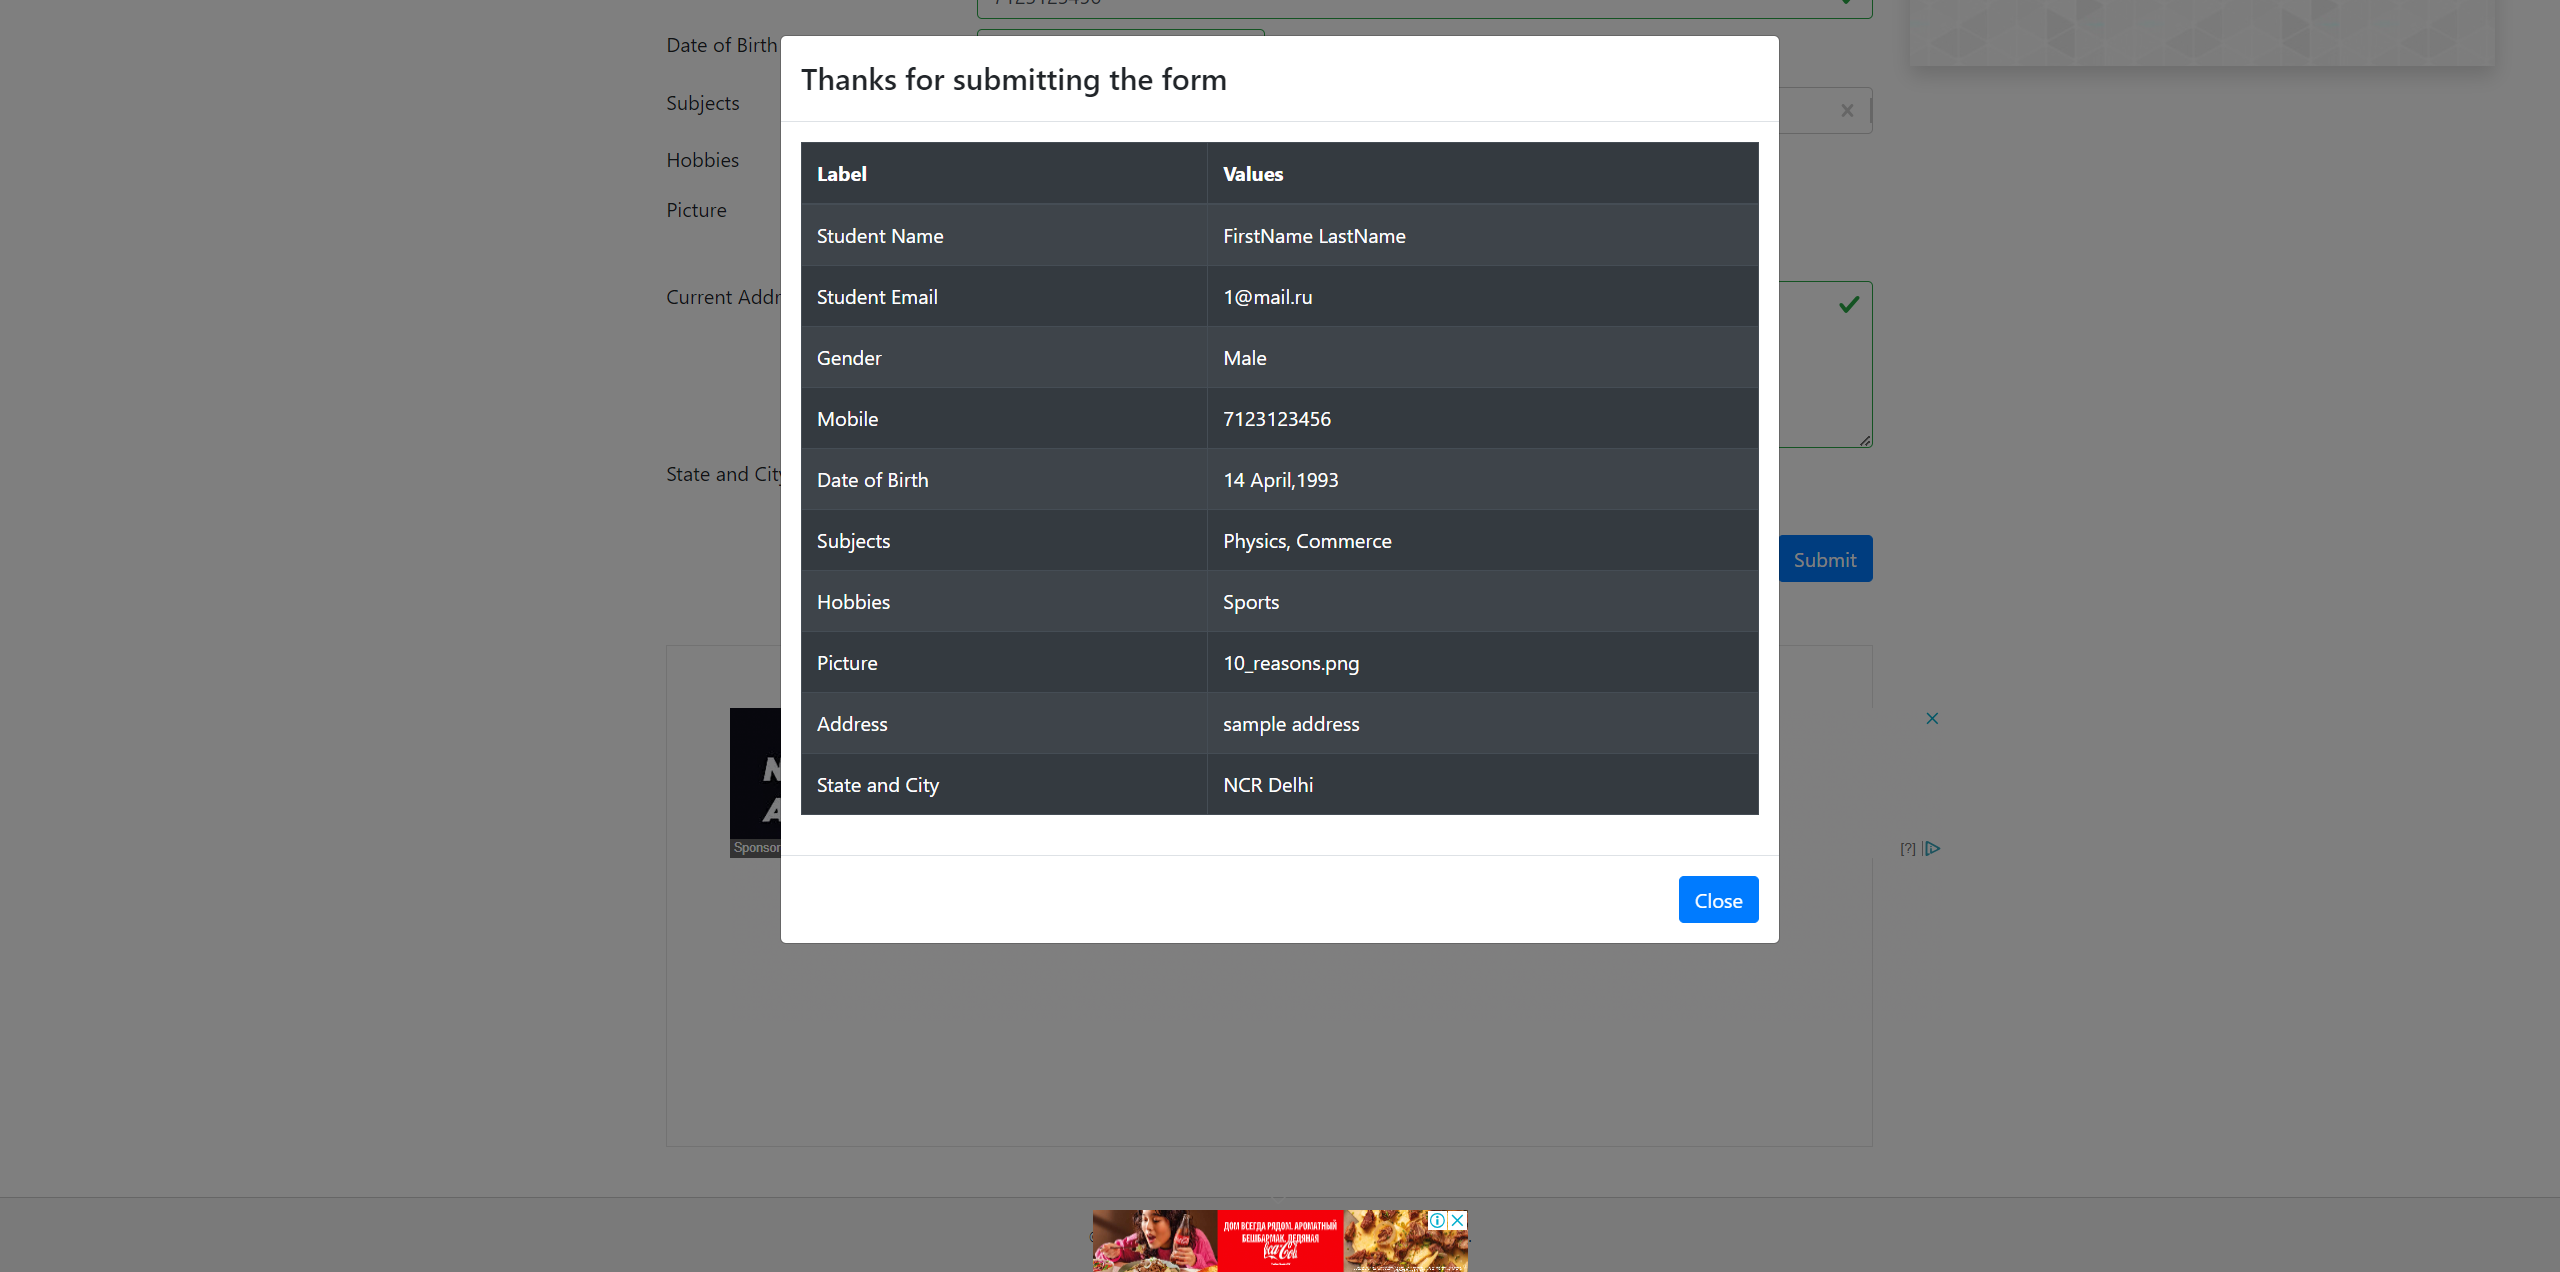 7123123456
Date of Birth
Thanks for submitting the form
Subjects
Hobbies
Picture
Current Addr
State and City
Label Values
Student Name FirstName LastName
Student Email 1@mail.ru
Gender Male
Mobile 7123123456
Date of Birth 14 April,1993
Subjects Physics, Commerce
Hobbies Sports
Picture 10_reasons.png
Address sample address
State and City NCR Delhi
Submit
Sponsor
[?]
Close
ДОМ ВСЕГДА РЯДОМ. АРОМАТНЫЙ
БЕШБАРМАК. ЛЕДЯНАЯ
Coca-Cola